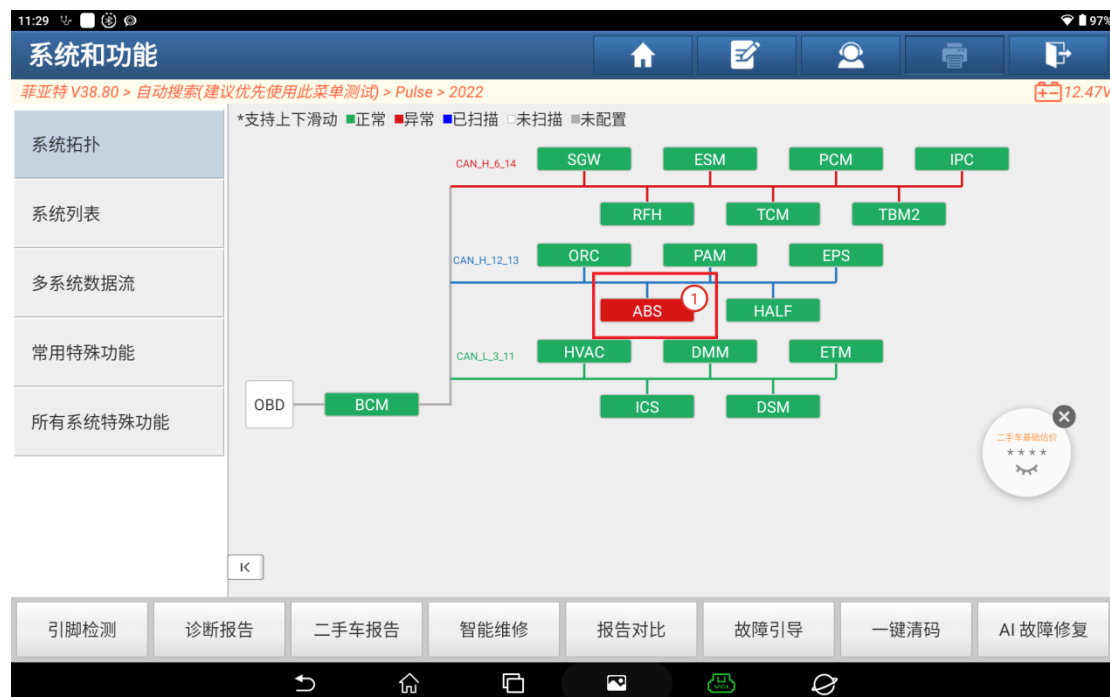 11:29
97%
系统和功能
菲亚特 V38.80 > 自动搜索(建议优先使用此菜单测试) > Pulse > 2022
12.47V
系统拓扑
系统列表
多系统数据流
常用特殊功能
所有系统特殊功能
*支持上下滑动 正常 异常 已扫描 未扫描 未配置
CAN_H_6_14
SGW ESM PCM IPC
RFH TCM TBM2
CAN_H_12_13
ORC PAM EPS
ABS 1 HALF
CAN_L_3_11
HVAC DMM ETM
OBD BCM ICS DSM
二手车基础估价
****
引脚检测 诊断报告 二手车报告 智能维修 报告对比 故障引导 一键清码 AI 故障修复
VCI